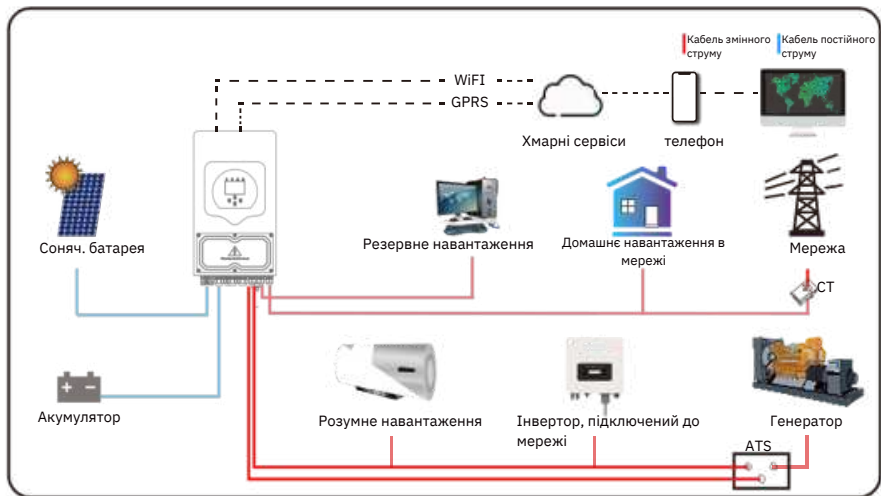 Кабель змінного
струму
Кабель постійного
струму
WiFI
GPRS
Хмарні сервіси
телефон
Соняч. батарея
Резервне навантаження
Домашнє навантаження в
мережі
Мережа
CT
Акумулятор
Розумне навантаження
Інвертор, підключений до
мережі
Генератор
ATS